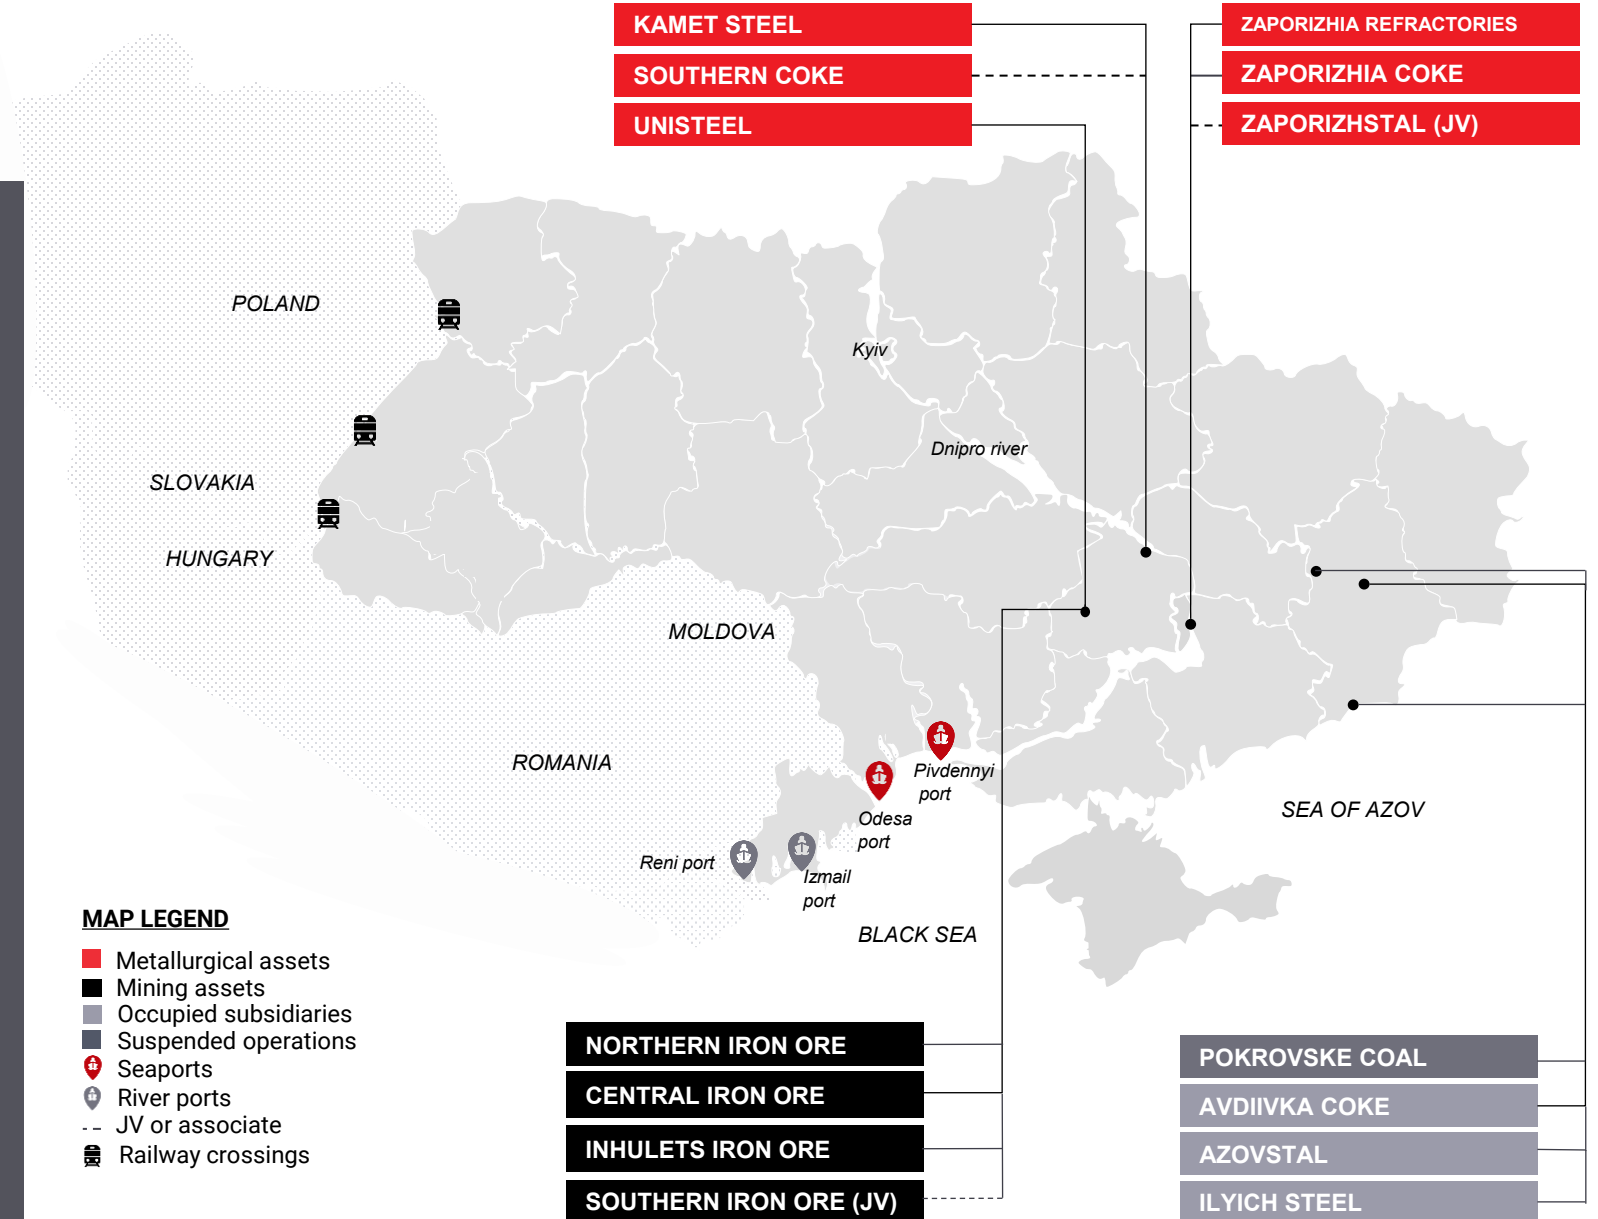 KAMET STEEL
SOUTHERN COKE
UNISTEEL
ZAPORIZHIA REFRACTORIES
ZAPORIZHIA COKE
ZAPORIZHSTAL (JV)
POLAND
Kyiv
Dnipro river
SLOVAKIA
HUNGARY
MOLDOVA
ROMANIA
Pivdennyi
port
Odesa
port
SEA OF AZOV
Reni port
Izmail
port
BLACK SEA
MAP LEGEND
Metallurgical assets
Mining assets
Occupied subsidiaries
Suspended operations
Seaports
River ports
JV or associate
Railway crossings
NORTHERN IRON ORE
CENTRAL IRON ORE
INHULETS IRON ORE
SOUTHERN IRON ORE (JV)
POKROVSKE COAL
AVDIIVKA COKE
AZOVSTAL
ILYICH STEEL